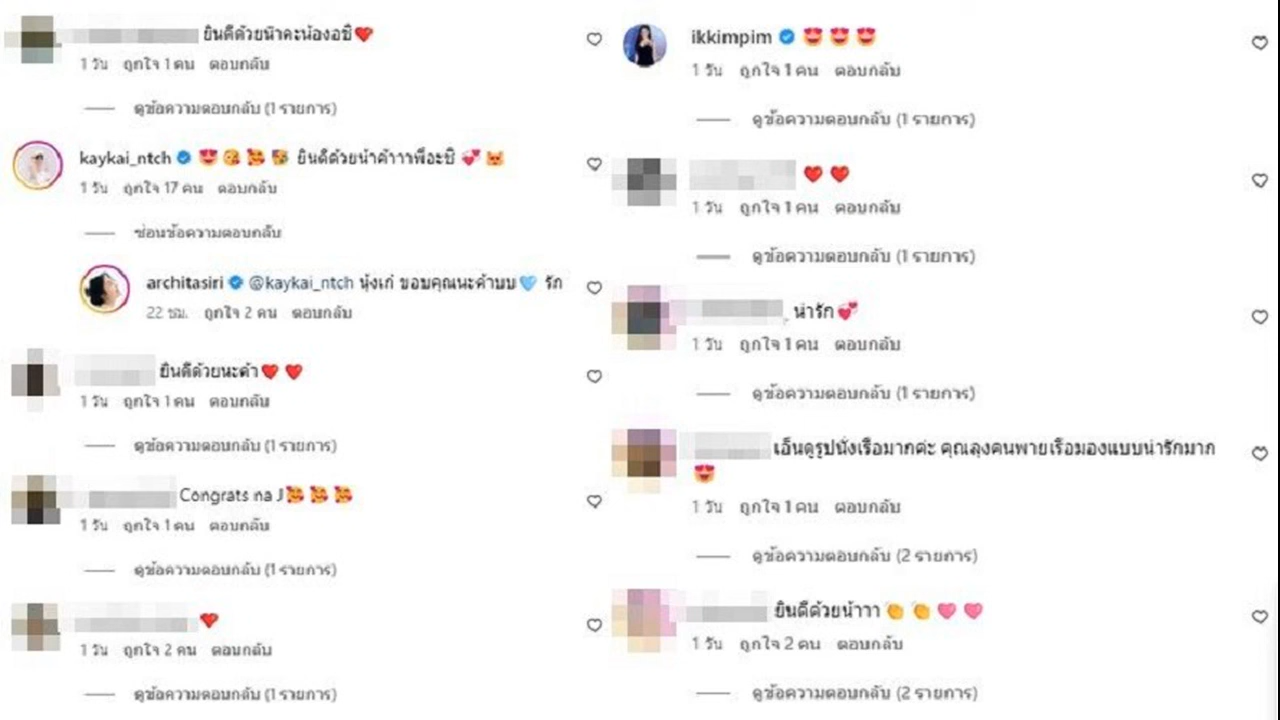 ยินดีด้วยน้าคะน้องอชิ❤️
1 วัน ถูกใจ 1 คน ตอบกลับ
ดูข้อความตอบกลับ (1 รายการ)
kaykai_ntch 😍😘🥰🥳 ยินดีด้วยน้าค้าาาพี่อะชิ 💞😻
1 วัน ถูกใจ 17 คน ตอบกลับ
ซ่อนข้อความตอบกลับ
architasiri @kaykai_ntch นุ้งเก๋ ขอบคุณนะค้าบบ🩵 รัก
22 ชม. ถูกใจ 2 คน ตอบกลับ
ยินดีด้วยนะค้า❤️❤️
1 วัน ถูกใจ 1 คน ตอบกลับ
ดูข้อความตอบกลับ (1 รายการ)
Congrats na J🥰🥰🥰
1 วัน ถูกใจ 1 คน ตอบกลับ
ดูข้อความตอบกลับ (1 รายการ)
❤️
1 วัน ถูกใจ 2 คน ตอบกลับ
ดูข้อความตอบกลับ (1 รายการ)
ikkimpim 😍😍😍
1 วัน ถูกใจ 1 คน ตอบกลับ
ดูข้อความตอบกลับ (1 รายการ)
❤️❤️
1 วัน ถูกใจ 1 คน ตอบกลับ
ดูข้อความตอบกลับ (1 รายการ)
น่ารัก💞
1 วัน ถูกใจ 1 คน ตอบกลับ
ดูข้อความตอบกลับ (1 รายการ)
เอ็นดูรูปนั่งเรือมากค่ะ คุณลุงคนพายเรือมองแบบน่ารักมาก
😍
1 วัน ถูกใจ 1 คน ตอบกลับ
ดูข้อความตอบกลับ (2 รายการ)
ยินดีด้วยน้าาา👏👏🩷🩷
1 วัน ถูกใจ 2 คน ตอบกลับ
ดูข้อความตอบกลับ (2 รายการ)